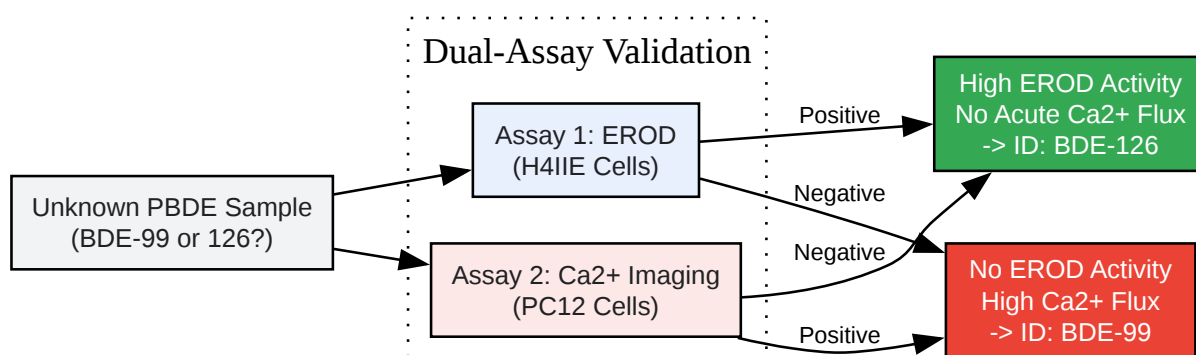 Dual-Assay Validation
Unknown PBDE Sample
(BDE-99 or 126?)
Assay 1: EROD
(H4IIE Cells)
Assay 2: Ca2+ Imaging
(PC12 Cells)
Positive
Negative
Negative
Positive
High EROD Activity
No Acute Ca2+ Flux
-> ID: BDE-126
No EROD Activity
High Ca2+ Flux
-> ID: BDE-99